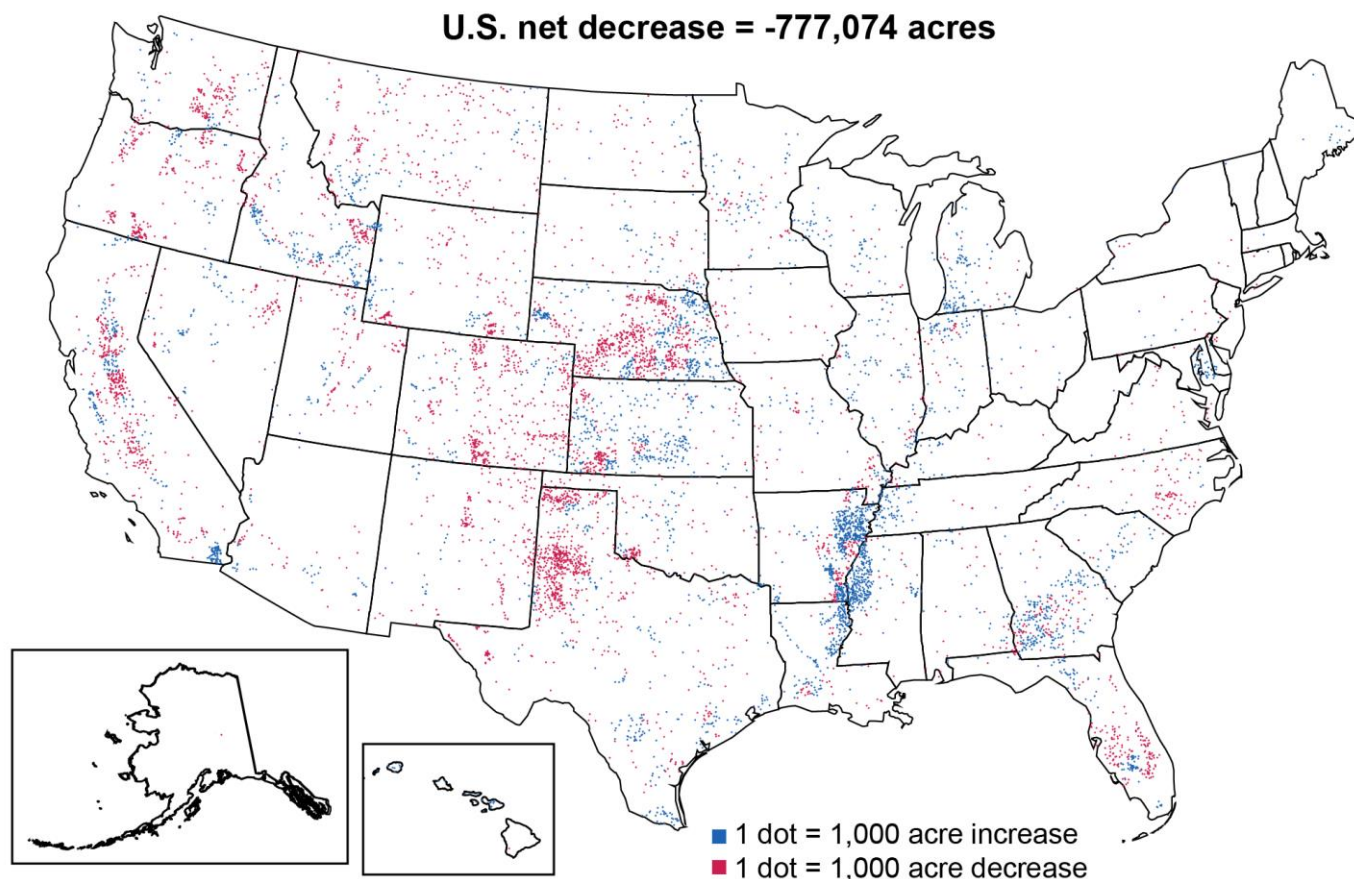 U.S. net decrease = -777,074 acres
1 dot = 1,000 acre increase
1 dot = 1,000 acre decrease